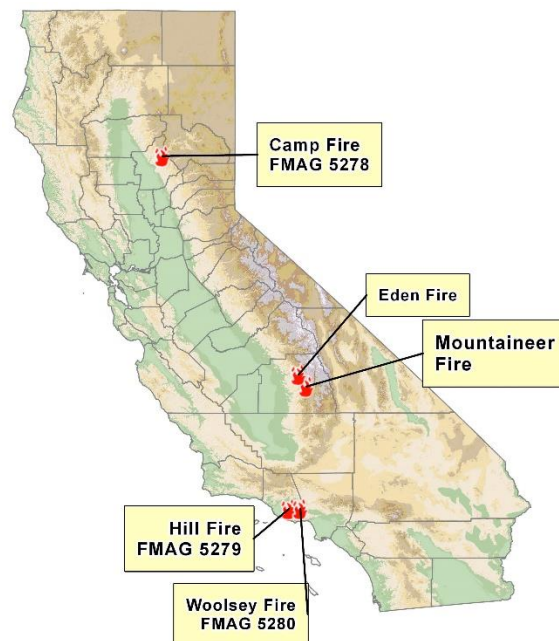 Camp Fire
FMAG 5278
Eden Fire
Mountaineer
Fire
Hill Fire
FMAG 5279
Woolsey Fire
FMAG 5280